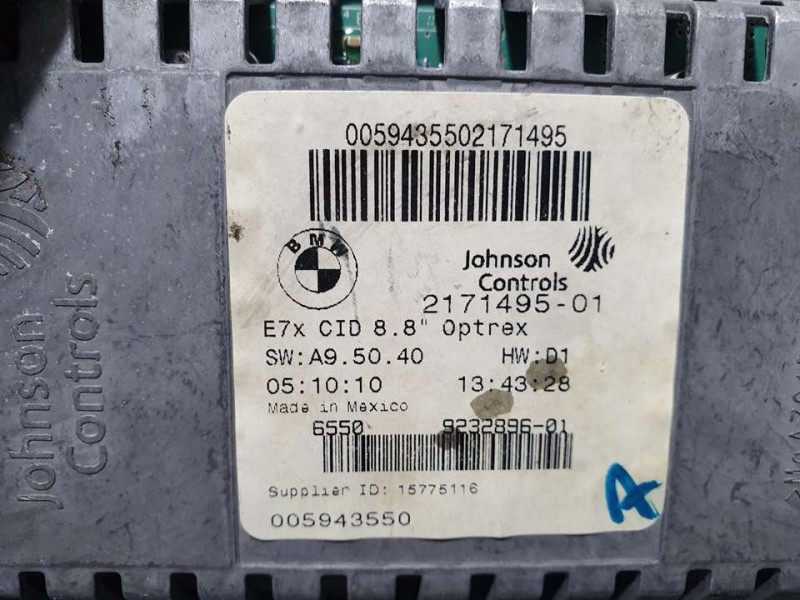 0059435502171495
BMW
Johnson
Controls
2171495-01
E7x CID 8.8" Optrex
SW:A9.50.40 HW:D1
05:10:10 13:43:28
Made in Mexico
6550 9232896-01
Supplier ID: 15775116
005943550
A
Johnson
Controls